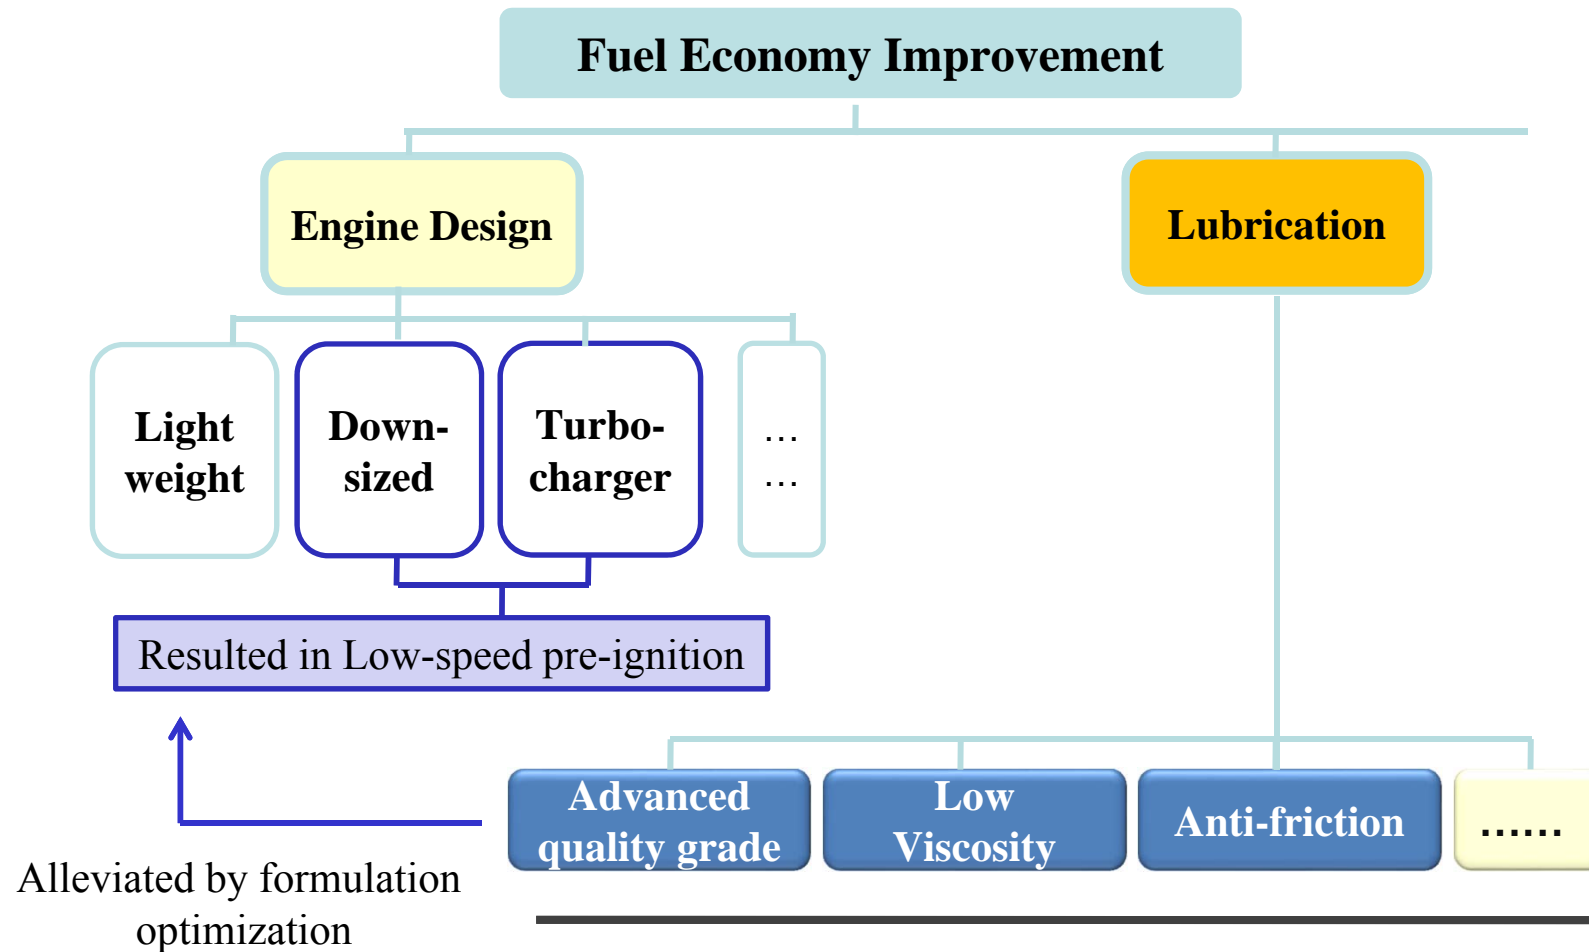 Fuel Economy Improvement
Engine Design
Lubrication
Light
weight
Down-
sized
Turbo-
charger
...
...
Resulted in Low-speed pre-ignition
Advanced
quality grade
Low
Viscosity
Anti-friction
......
Alleviated by formulation
optimization